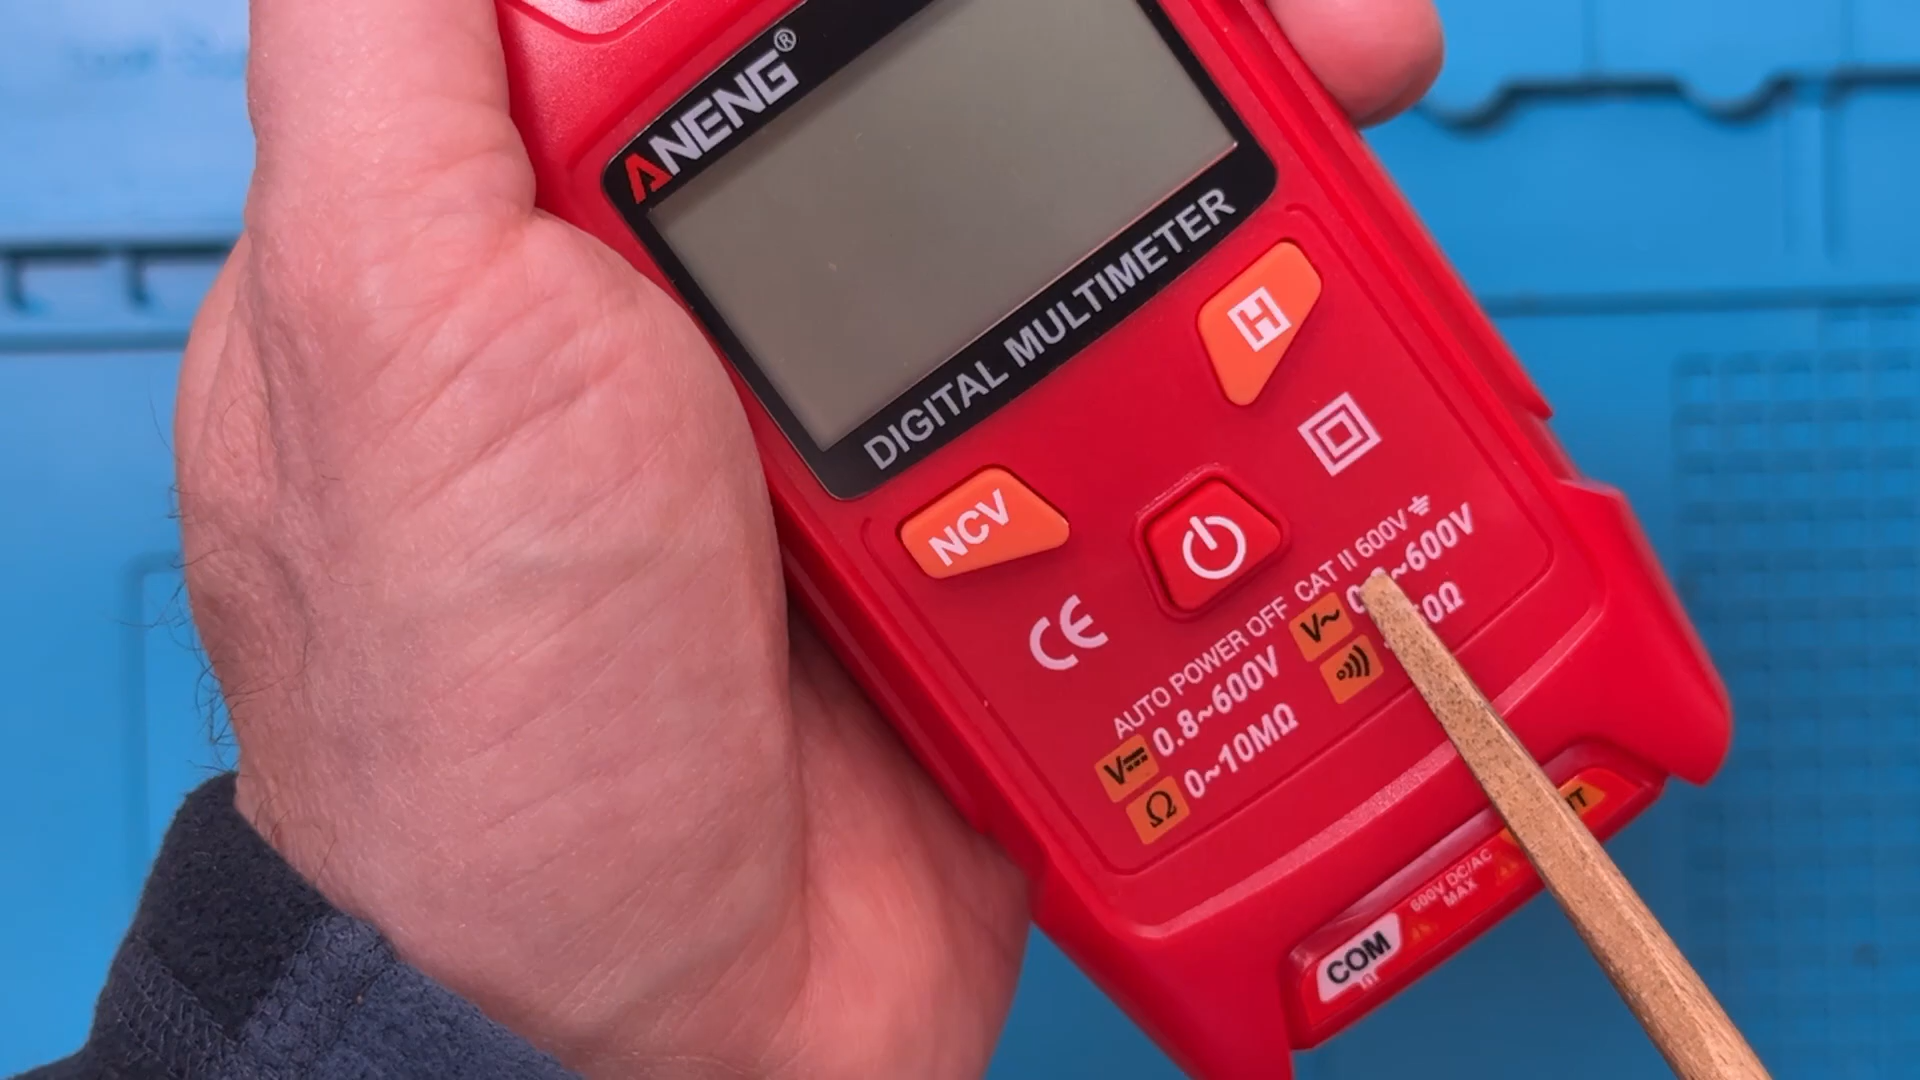 ANENG®
DIGITAL MULTIMETER
H
NCV
CE
AUTO POWER OFF CAT II 600V
V⎓ 0.8~600V V~ ~600V
Ω 0~10MΩ 0Ω
600V DC/AC
MAX
COM